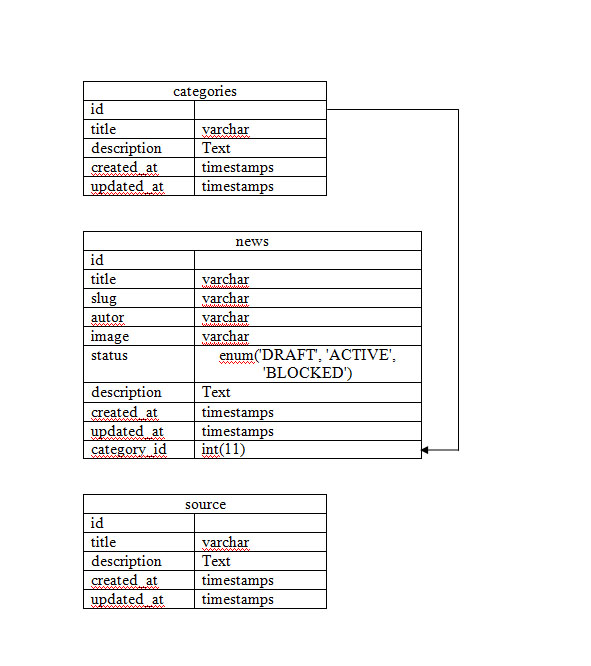 categories
id
title varchar
description Text
created_at timestamps
updated_at timestamps
news
id
title varchar
slug varchar
autor varchar
image varchar
status enum('DRAFT', 'ACTIVE',
'BLOCKED')
description Text
created_at timestamps
updated_at timestamps
category_id int(11)
source
id
title varchar
description Text
created_at timestamps
updated_at timestamps